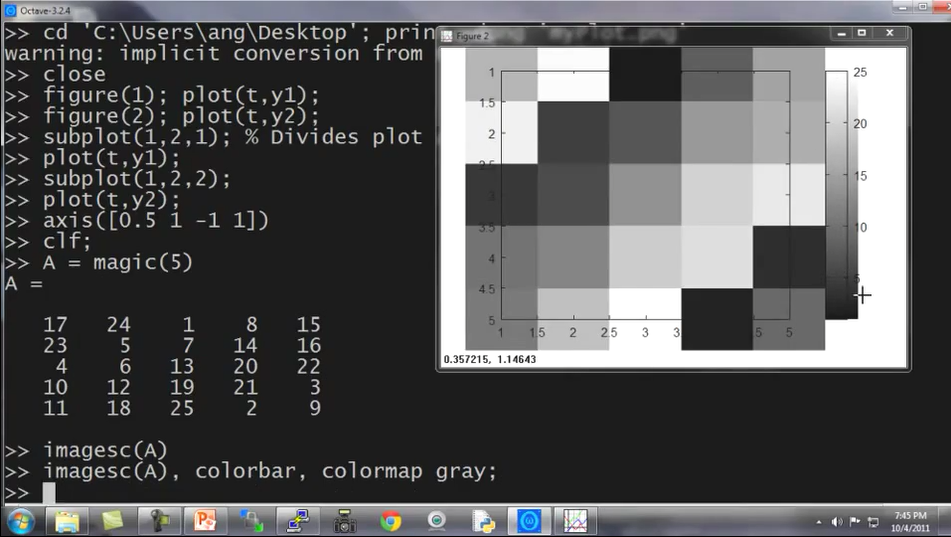 Octave-3.2.4
>> cd 'C:\Users\ang\Desktop'; prin
warning: implicit conversion from
>> close
>> figure(1); plot(t,y1);
>> figure(2); plot(t,y2);
>> subplot(1,2,1); % Divides plot
>> plot(t,y1);
>> subplot(1,2,2);
>> plot(t,y2);
>> axis([0.5 1 -1 1])
>> clf;
>> A = magic(5)
A =
17 24 1 8 15
23 5 7 14 16
4 6 13 20 22
10 12 19 21 3
11 18 25 2 9
>> imagesc(A)
>> imagesc(A), colorbar, colormap gray;
>>
Figure 2
1
1.5
2
2.5
3
3.5
4
4.5
5
1 1.5 2 2.5 3 3 .5 5
25
20
15
10
5
0.357215, 1.14643
7:45 PM
10/4/2011